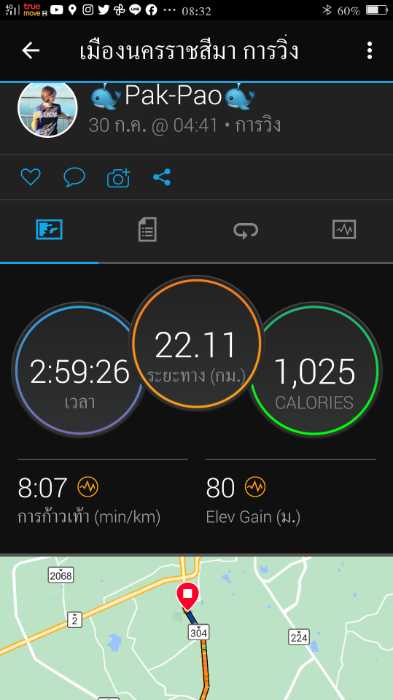 4G true move H 08:32 60%
เมืองนครราชสีมา การวิ่ง
🐳Pak-Pao🐳
30 ก.ค. @ 04:41 • การวิ่ง
2:59:26
เวลา
22.11
ระยะทาง (กม.)
1,025
CALORIES
8:07
การก้าวเท้า (min/km)
80
Elev Gain (ม.)
2068
2
304
224